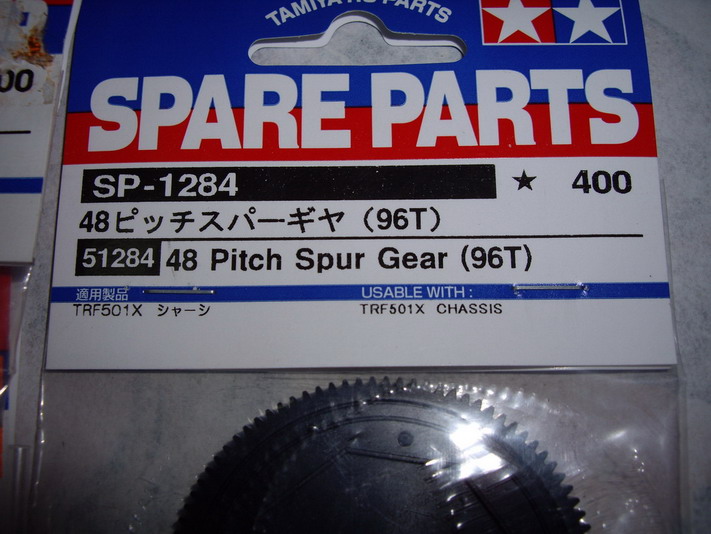 TAMIYA RC PARTS
SPARE PARTS
SP-1284 ★ 400
48ピッチスパーギヤ (96T)
51284 48 Pitch Spur Gear (96T)
適用製品 USABLE WITH :
TRF501X シャーシ TRF501X CHASSIS
00